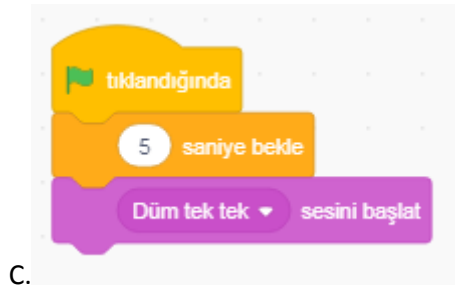 tıklandığında
5 saniye bekle
Düm tek tek sesini başlat
C.